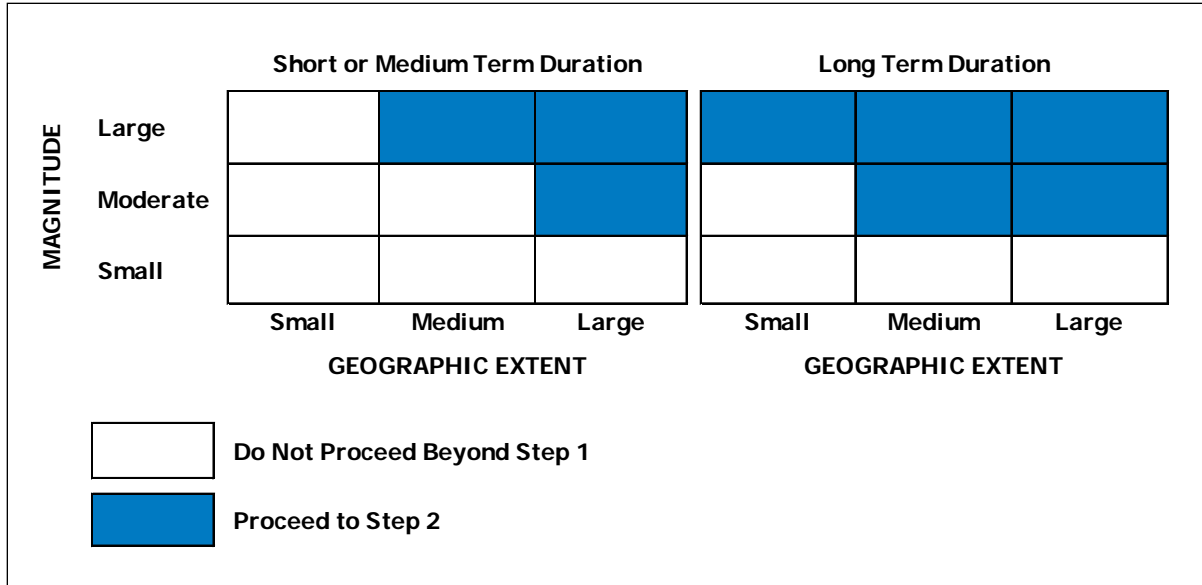 Short or Medium Term Duration
Long Term Duration
MAGNITUDE
Large
Moderate
Small
Small Medium Large
Small Medium Large
GEOGRAPHIC EXTENT
GEOGRAPHIC EXTENT
Do Not Proceed Beyond Step 1
Proceed to Step 2